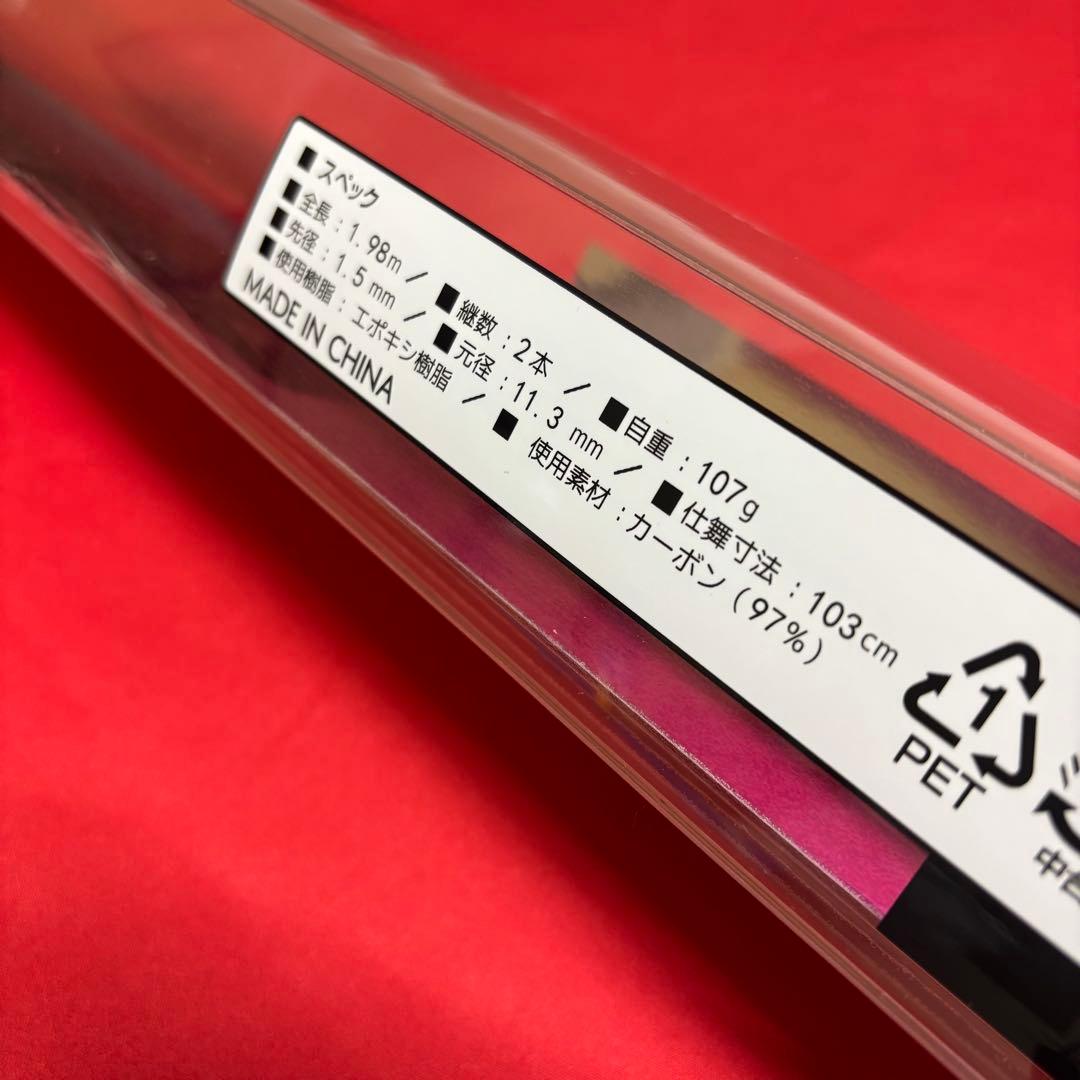 ■スペック
■全長：1.98m／■継数：2本／■自重：107g
■先径：1.5mm／■元径：11.3mm／■仕舞寸法：103cm
■使用樹脂：エポキシ樹脂／■使用素材：カーボン（97%）
MADE IN CHINA
1
PET
中